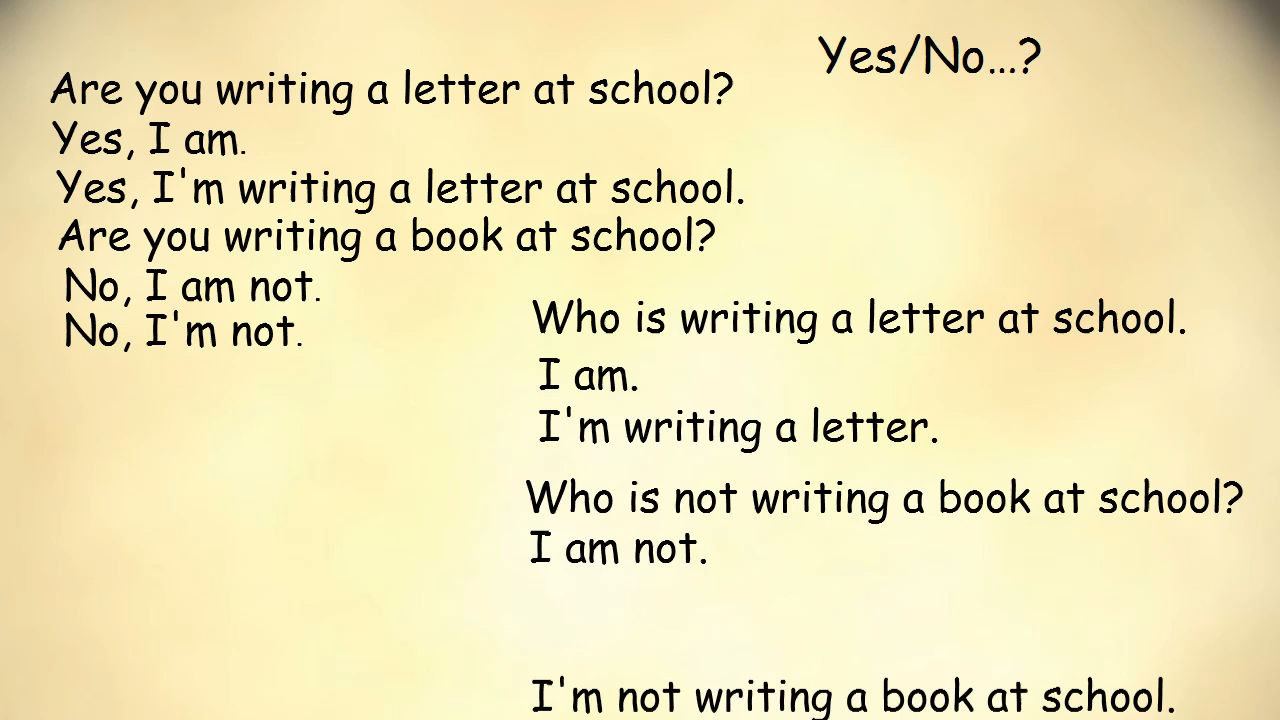 Yes/No...?
Are you writing a letter at school?
Yes, I am.
Yes, I'm writing a letter at school.
Are you writing a book at school?
No, I am not.
No, I'm not.
Who is writing a letter at school.
I am.
I'm writing a letter.
Who is not writing a book at school?
I am not.
I'm not writing a book at school.